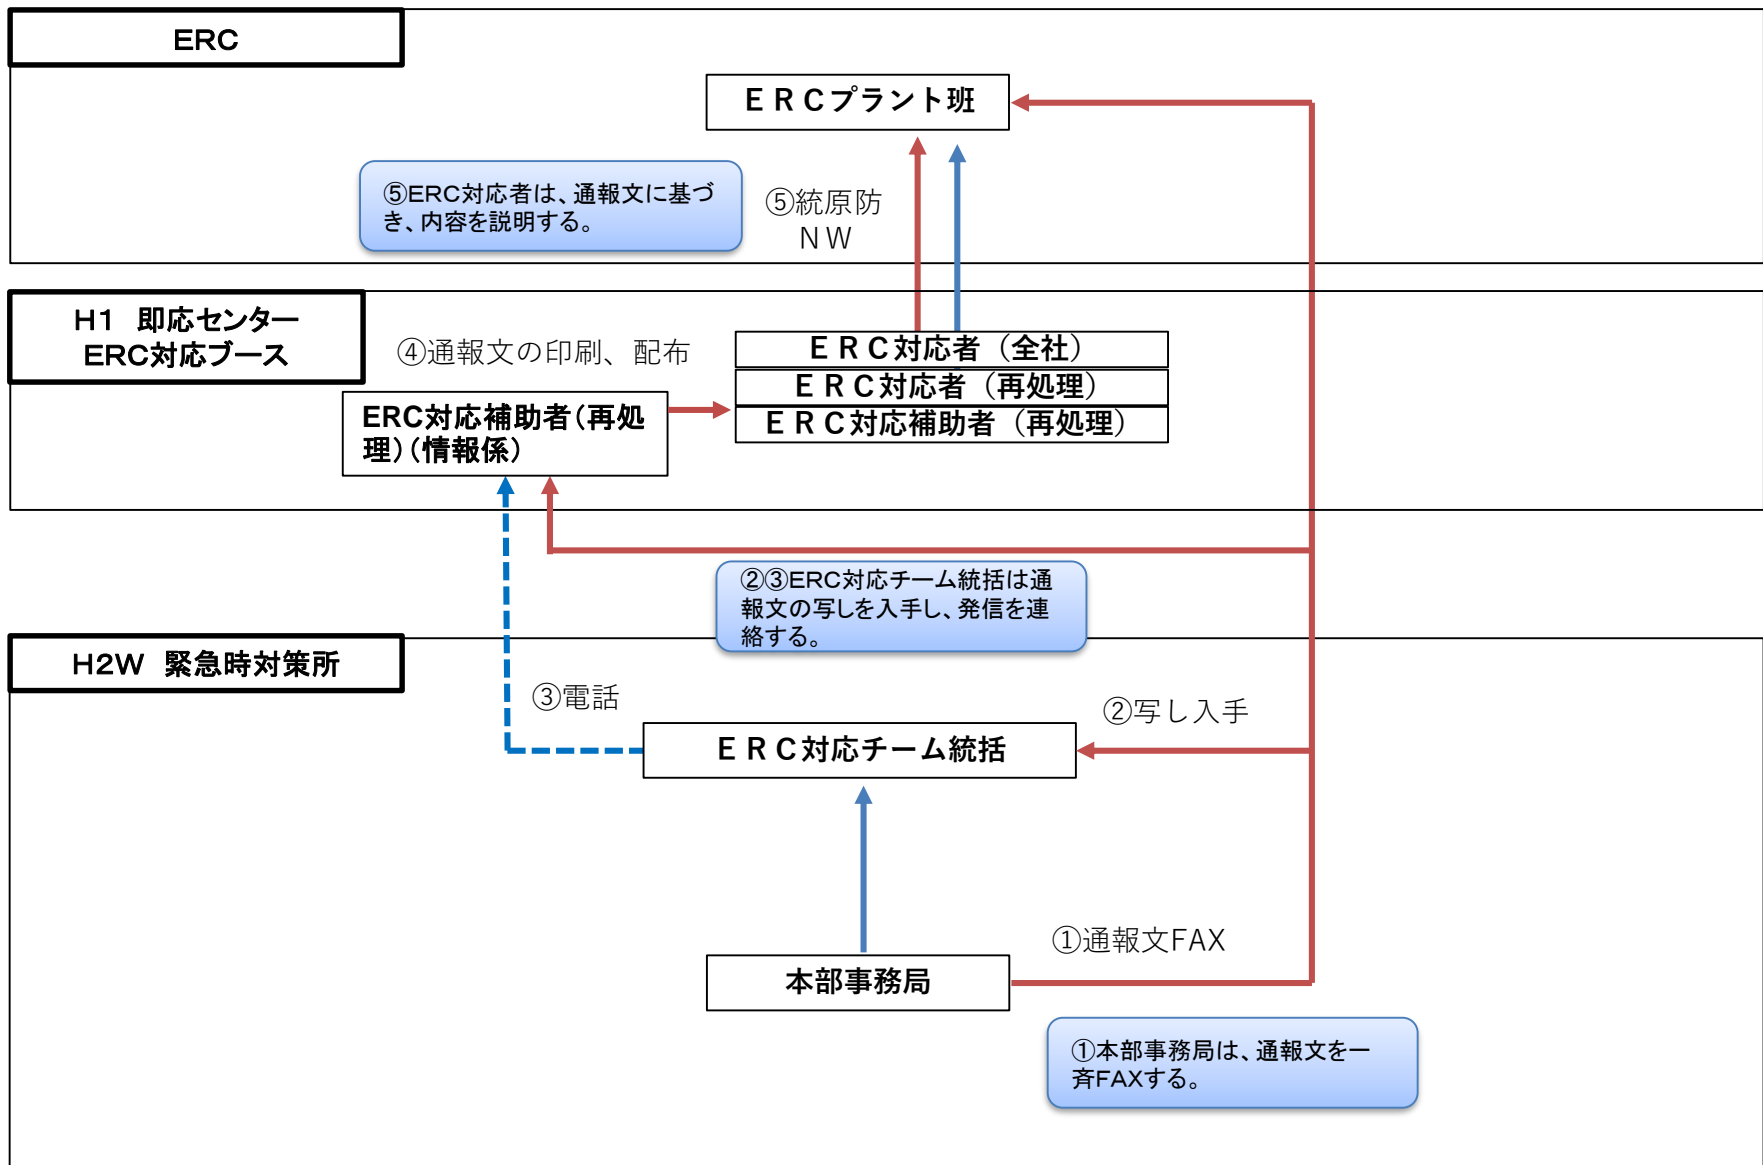 ERC
ＥＲＣプラント班
⑤ERC対応者は、通報文に基づ
き、内容を説明する。
⑤統原防
ＮＷ
H1　即応センター
ERC対応ブース
④通報文の印刷、配布
ＥＲＣ対応者（全社）
ＥＲＣ対応者（再処理）
ＥＲＣ対応補助者（再処理）
ERC対応補助者（再処
理）（情報係）
②③ERC対応チーム統括は通
報文の写しを入手し、発信を連
絡する。
H2W　緊急時対策所
③電話
②写し入手
ＥＲＣ対応チーム統括
①通報文FAX
本部事務局
①本部事務局は、通報文を一
斉FAXする。